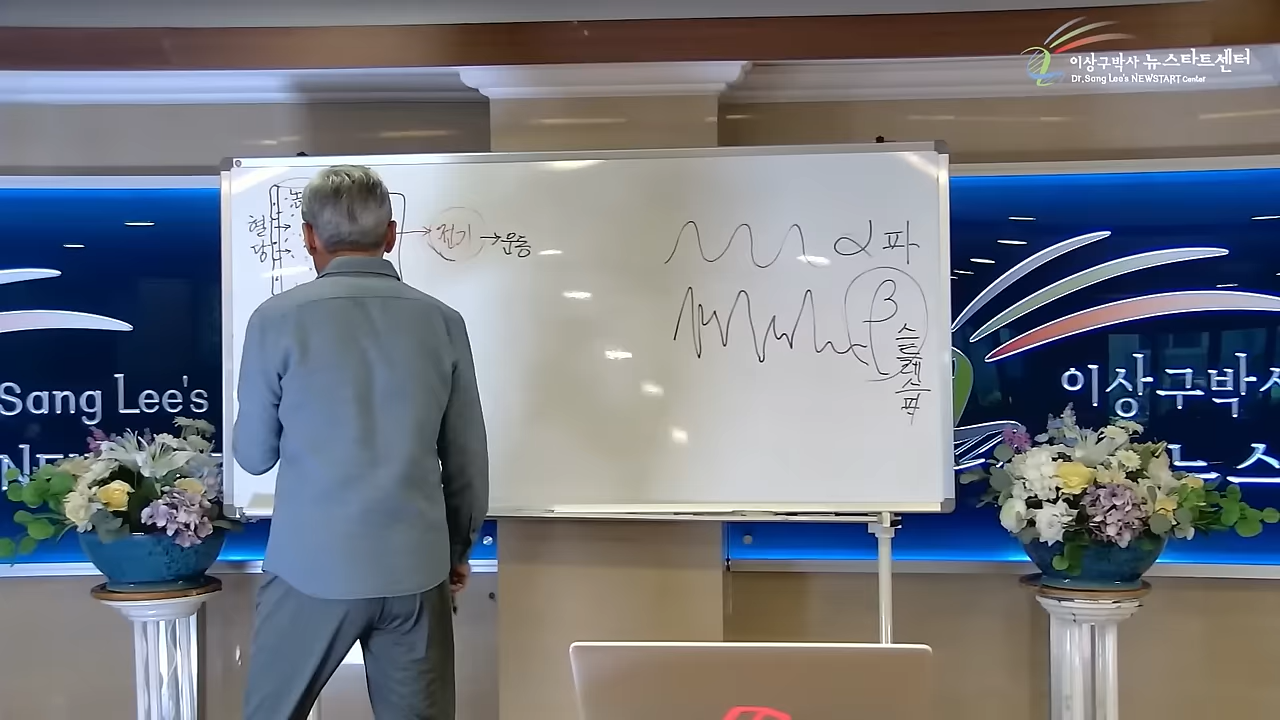 이상구박사 뉴스타트센터
Dr. Sang Lee's NEWSTART Center
혈당
전기
운동
α파
β
스트레스파
Sang Lee's
이상구박사